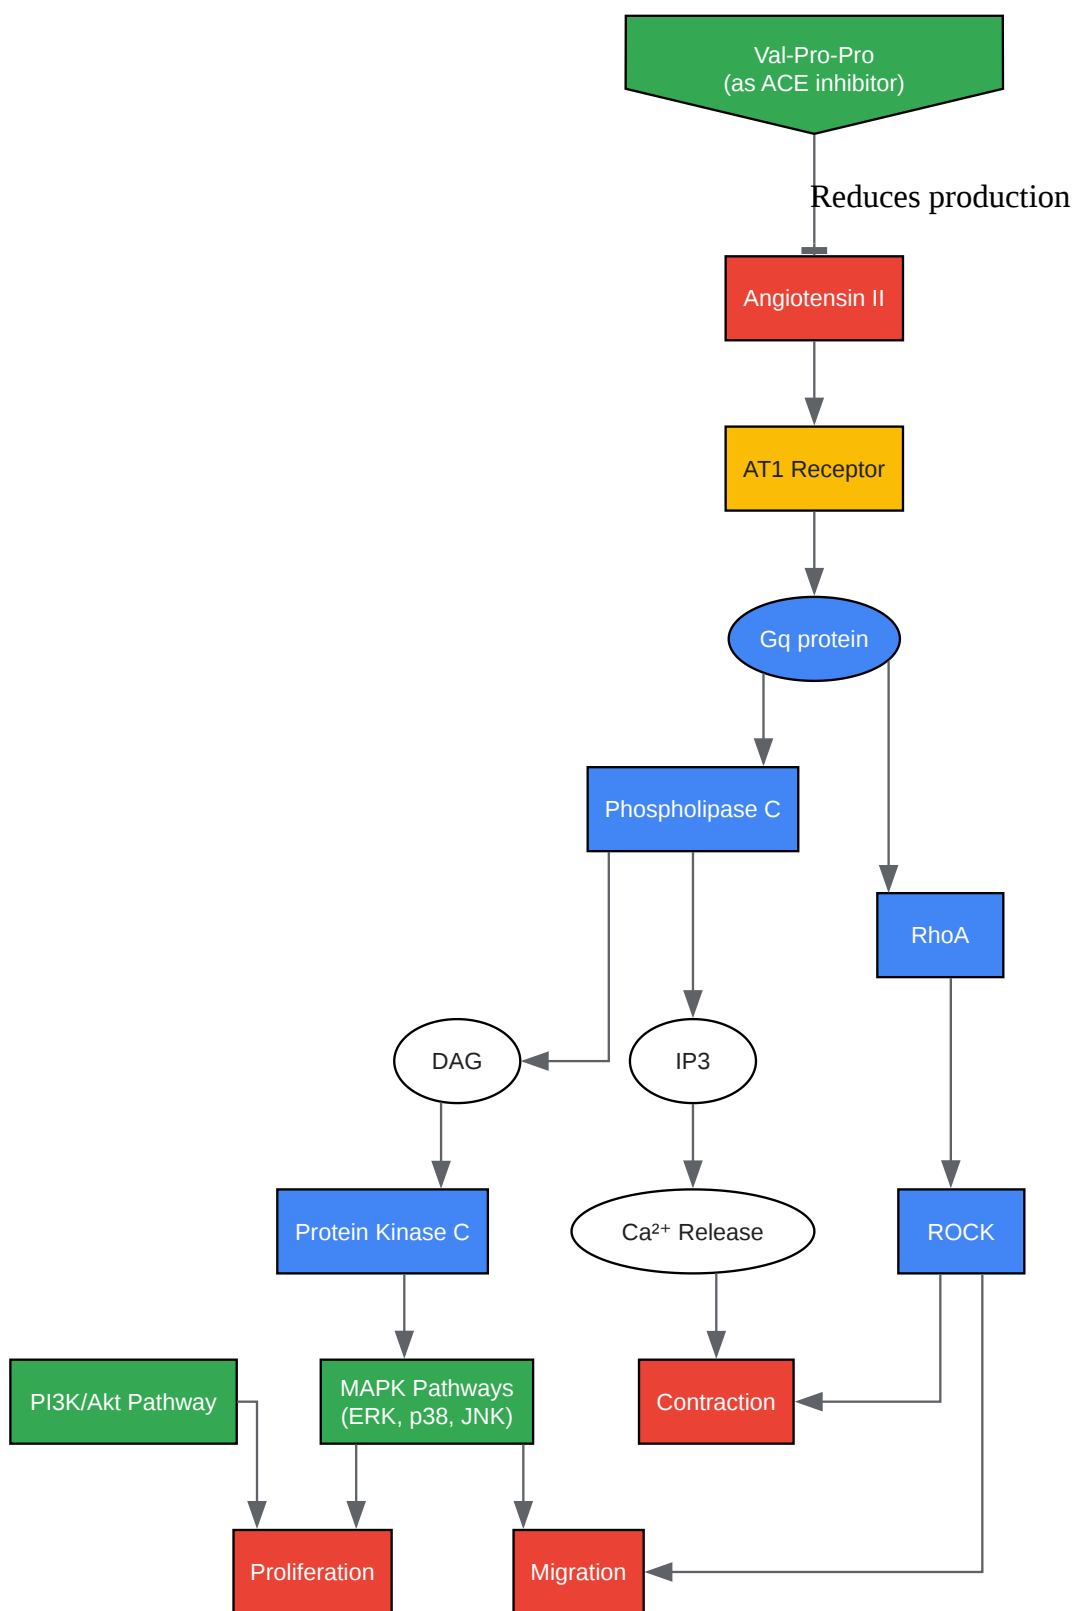 Val-Pro-Pro
(as ACE inhibitor)
Reduces production
Angiotensin II
AT1 Receptor
Gq protein
Phospholipase C
RhoA
DAG
IP3
Protein Kinase C
Ca²⁺ Release
ROCK
PI3K/Akt Pathway
MAPK Pathways
(ERK, p38, JNK)
Contraction
Proliferation
Migration